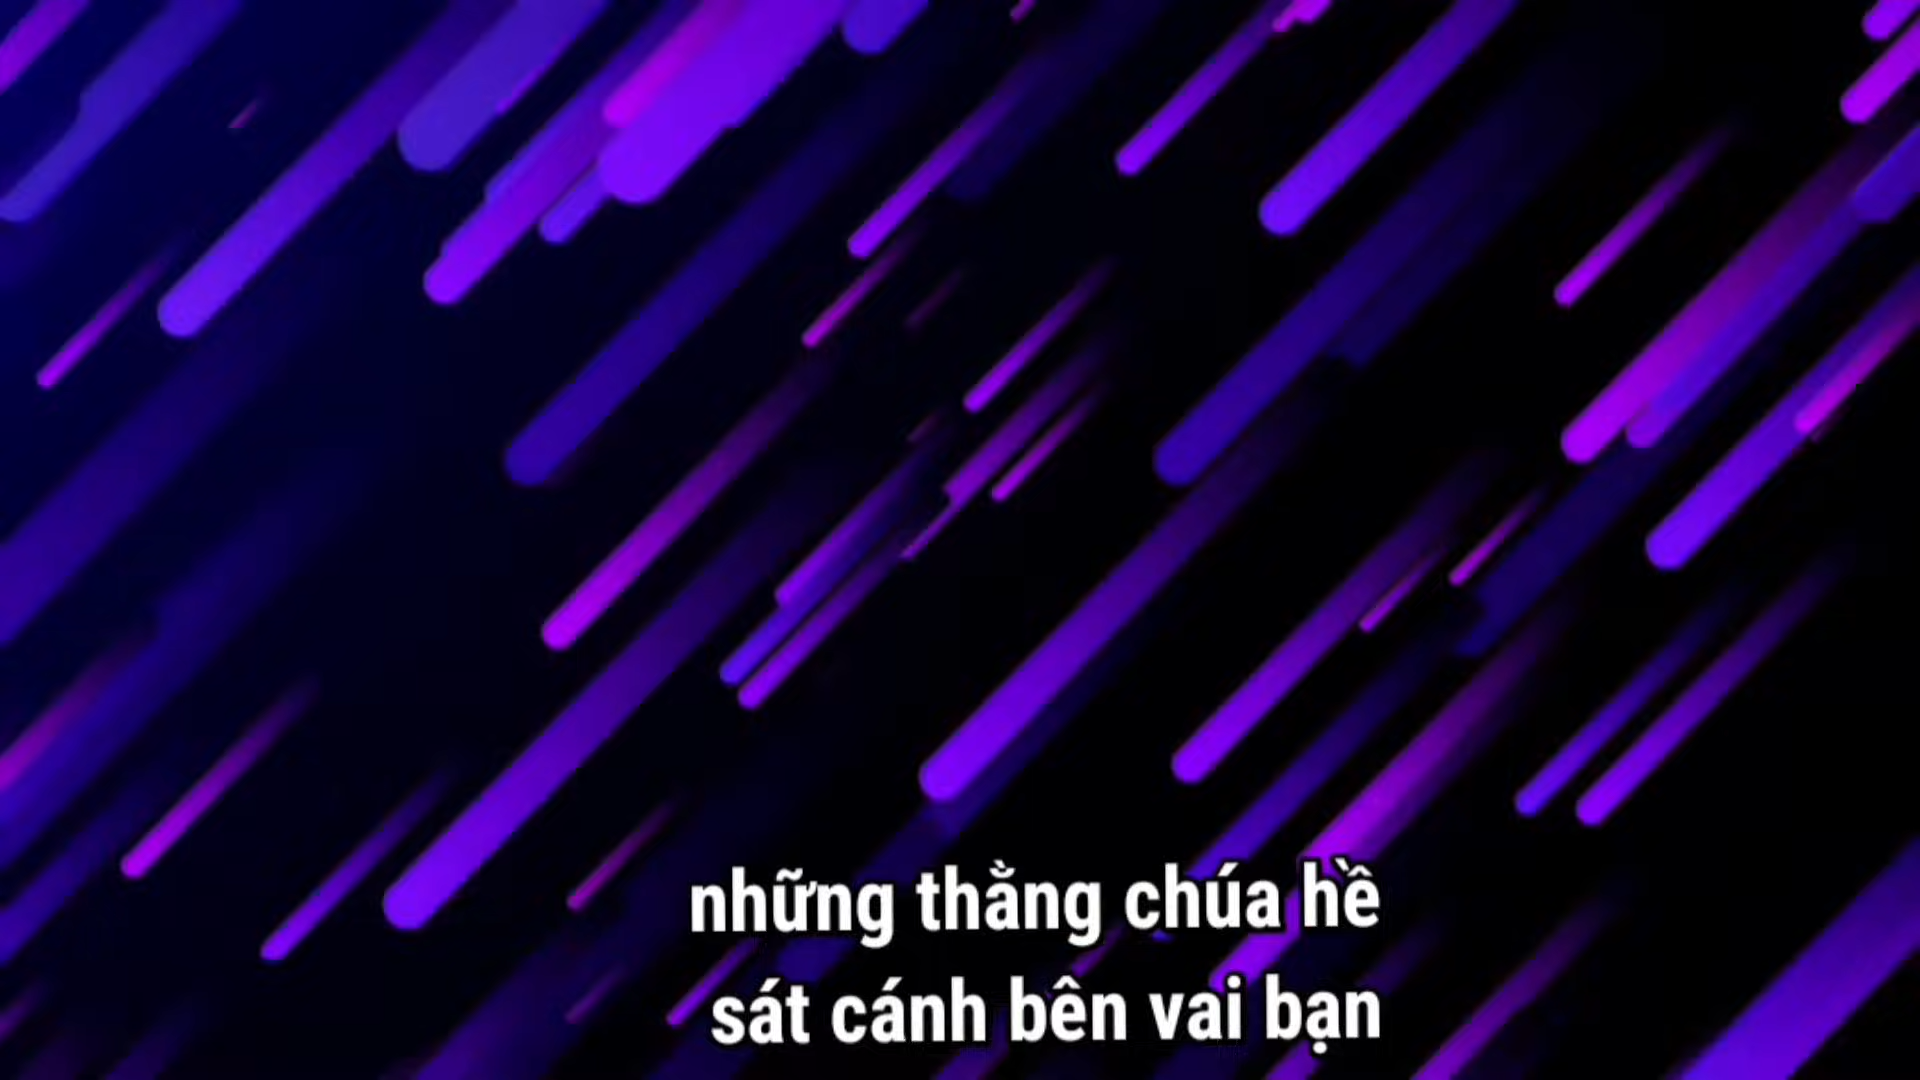 những thằng chúa hề
sát cánh bên vai bạn